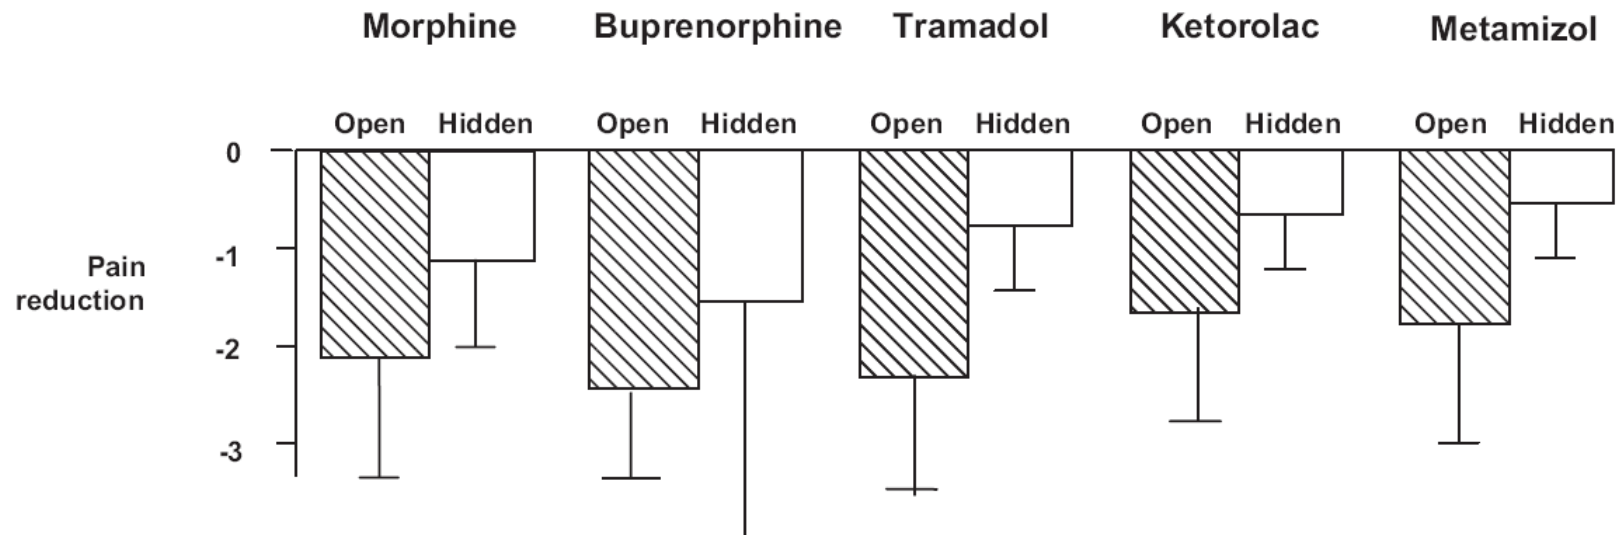 Morphine Buprenorphine Tramadol Ketorolac Metamizol
Open Hidden Open Hidden Open Hidden Open Hidden Open Hidden
0
-1
Pain
reduction
-2
-3